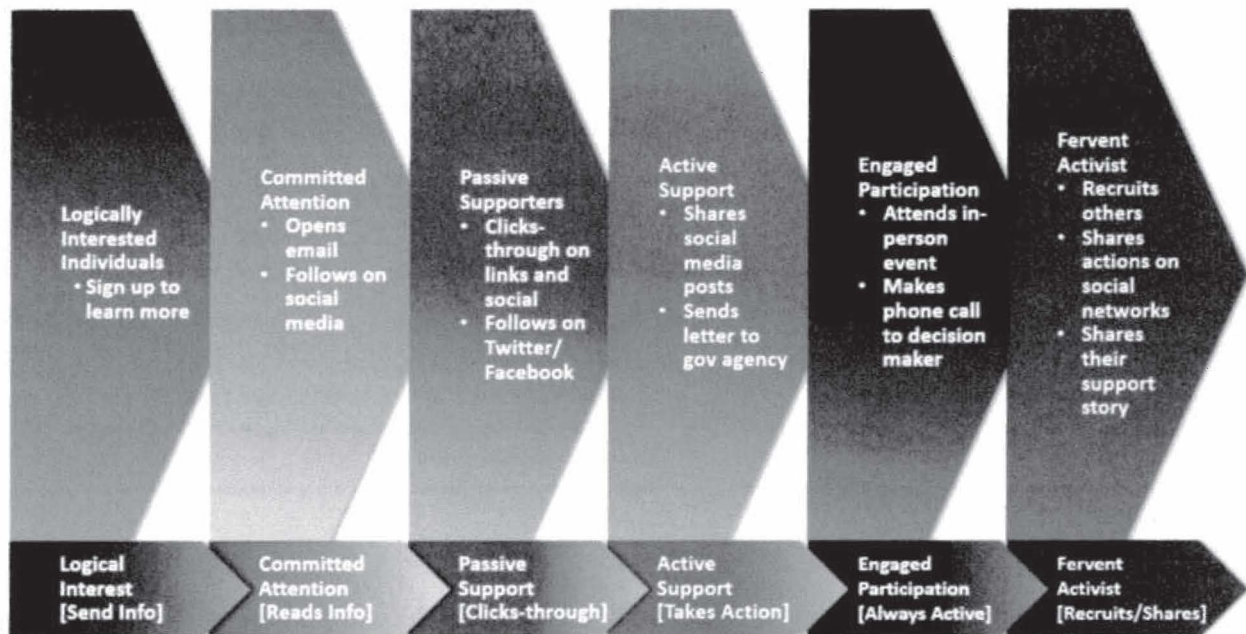 Logically
Interested
Individuals
• Sign up to
learn more
Committed
Attention
• Opens
email
• Follows on
social
media
Passive
Supporters
• Clicks-
through on
links and
social
• Follows on
Twitter/
Facebook
Active
Support
• Shares
social
media
posts
• Sends
letter to
gov agency
Engaged
Participation
• Attends in-
person
event
• Makes
phone call
to decision
maker
Fervent
Activist
• Recruits
others
• Shares
actions on
social
networks
• Shares
their
support
story
Logical
Interest
[Send Info]
Committed
Attention
[Reads Info]
Passive
Support
[Clicks-through]
Active
Support
[Takes Action]
Engaged
Participation
[Always Active]
Fervent
Activist
[Recruits/Shares]